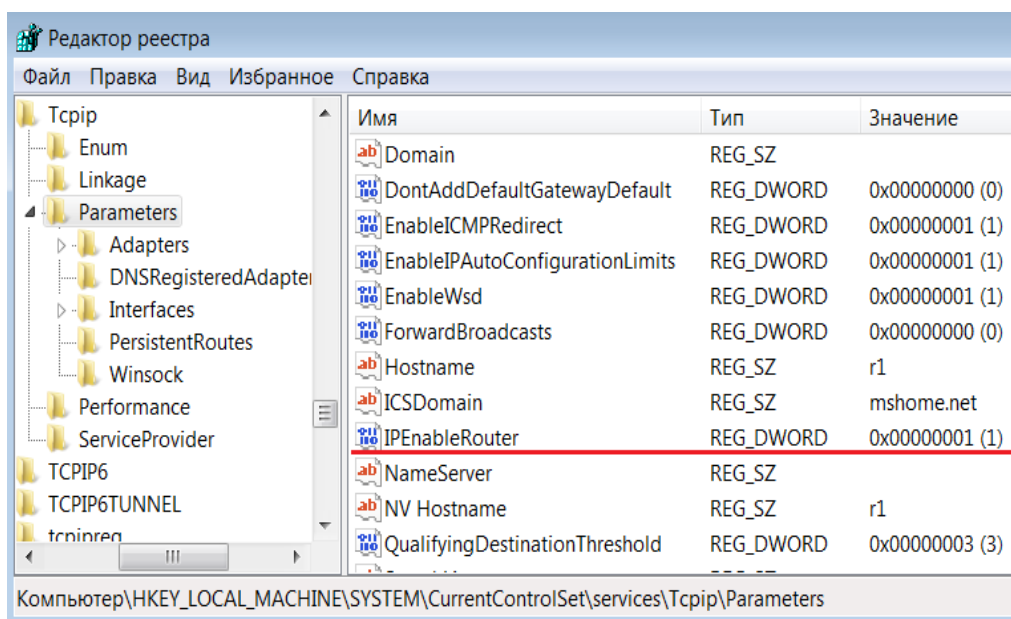 Редактор реестра
Файл Правка Вид Избранное Справка
Tcpip
Enum
Linkage
Parameters
Adapters
DNSRegisteredAdapter
Interfaces
PersistentRoutes
Winsock
Performance
ServiceProvider
TCPIP6
TCPIP6TUNNEL
tcpipreg
Имя Тип Значение
Domain REG_SZ
DontAddDefaultGatewayDefault REG_DWORD 0x00000000 (0)
EnableICMPRedirect REG_DWORD 0x00000001 (1)
EnableIPAutoConfigurationLimits REG_DWORD 0x00000001 (1)
EnableWsd REG_DWORD 0x00000001 (1)
ForwardBroadcasts REG_DWORD 0x00000000 (0)
Hostname REG_SZ r1
ICSDomain REG_SZ mshome.net
IPEnableRouter REG_DWORD 0x00000001 (1)
NameServer REG_SZ
NV Hostname REG_SZ r1
QualifyingDestinationThreshold REG_DWORD 0x00000003 (3)
Компьютер\HKEY_LOCAL_MACHINE\SYSTEM\CurrentControlSet\services\Tcpip\Parameters